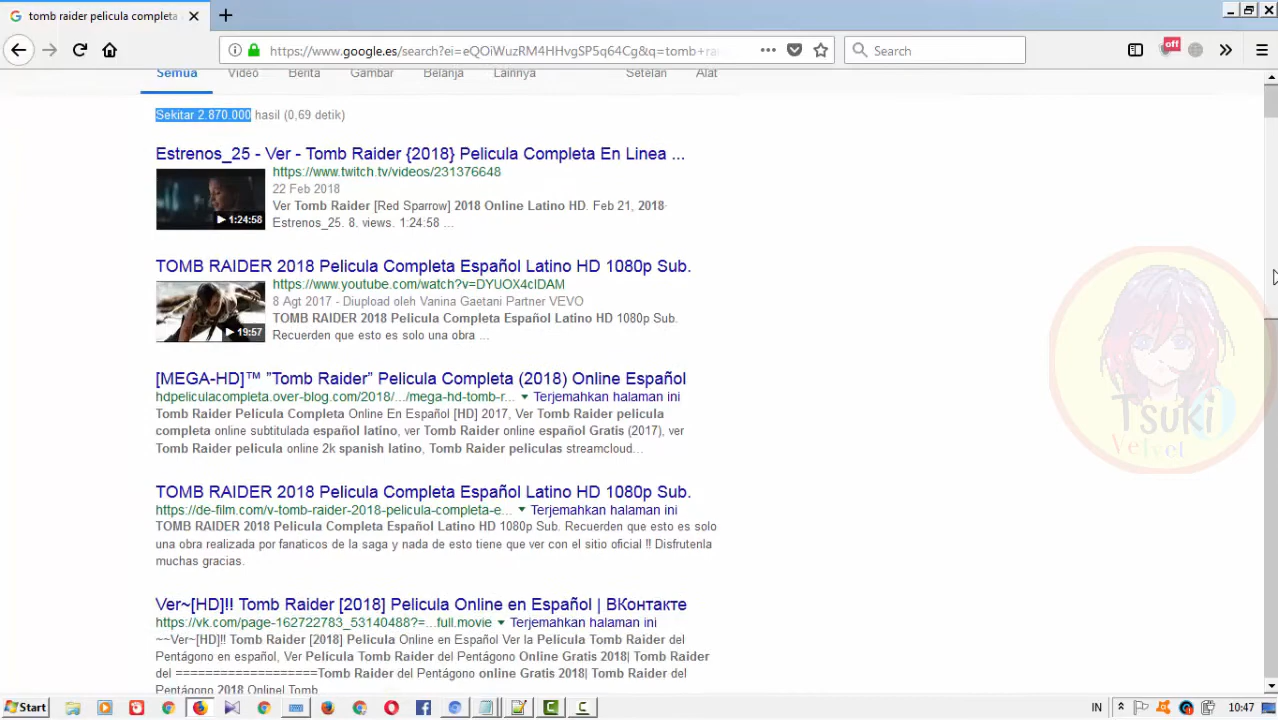 tomb raider pelicula completa
https://www.google.es/search?ei=eQOiWuzRM4HHvgSP5q64Cg&q=tomb+rai
Search
off
Semua Video Berita Gambar Belanja Lainnya Setelan Alat
Sekitar 2.870.000 hasil (0,69 detik)
Estrenos_25 - Ver - Tomb Raider {2018} Pelicula Completa En Linea ...
https://www.twitch.tv/videos/231376648
22 Feb 2018
Ver Tomb Raider [Red Sparrow] 2018 Online Latino HD. Feb 21, 2018·
Estrenos_25. 8. views. 1:24:58 ...
1:24:58
TOMB RAIDER 2018 Pelicula Completa Español Latino HD 1080p Sub.
https://www.youtube.com/watch?v=DYUOX4cIDAM
8 Agt 2017 - Diupload oleh Vanina Gaetani Partner VEVO
TOMB RAIDER 2018 Pelicula Completa Español Latino HD 1080p Sub.
Recuerden que esto es solo una obra ...
19:57
[MEGA-HD]™ ”Tomb Raider” Pelicula Completa (2018) Online Español
hdpeliculacompleta.over-blog.com/2018/.../mega-hd-tomb-r... Terjemahkan halaman ini
Tomb Raider Pelicula Completa Online En Español [HD] 2017, Ver Tomb Raider pelicula
completa online subtitulada español latino, ver Tomb Raider online español Gratis (2017), ver
Tomb Raider pelicula online 2k spanish latino, Tomb Raider peliculas streamcloud...
TOMB RAIDER 2018 Pelicula Completa Español Latino HD 1080p Sub.
https://de-film.com/v-tomb-raider-2018-pelicula-completa-e... Terjemahkan halaman ini
TOMB RAIDER 2018 Pelicula Completa Español Latino HD 1080p Sub. Recuerden que esto es solo
una obra realizada por fanaticos de la saga y nada de esto tiene que ver con el sitio oficial !! Disfrutenla
muchas gracias.
Ver~[HD]!! Tomb Raider [2018] Pelicula Online en Español | ВКонтакте
https://vk.com/page-162722783_53140488?=...full.movie Terjemahkan halaman ini
~~Ver~[HD]!! Tomb Raider [2018] Pelicula Online en Español Ver la Película Tomb Raider del
Pentágono en español, Ver Pelicula Tomb Raider del Pentágono Online Gratis 2018| Tomb Raider
del ===================Tomb Raider del Pentágono online Gratis 2018| Tomb Raider del
Pentágono 2018 Onlinel Tomb
Tsuki
Velvet
Start
IN
10:47